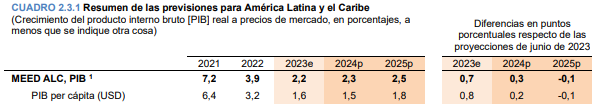 CUADRO 2.3.1 Resumen de las previsiones para América Latina y el Caribe
(Crecimiento del producto interno bruto [PIB] real a precios de mercado, en porcentajes, a
menos que se indique otra cosa)
Diferencias en puntos
porcentuales respecto de las
proyecciones de junio de 2023
2021 2022 2023e 2024p 2025p 2023e 2024p 2025p
MEED ALC, PIB 1 7,2 3,9 2,2 2,3 2,5 0,7 0,3 -0,1
PIB per cápita (USD) 6,4 3,2 1,6 1,5 1,8 0,8 0,2 -0,1